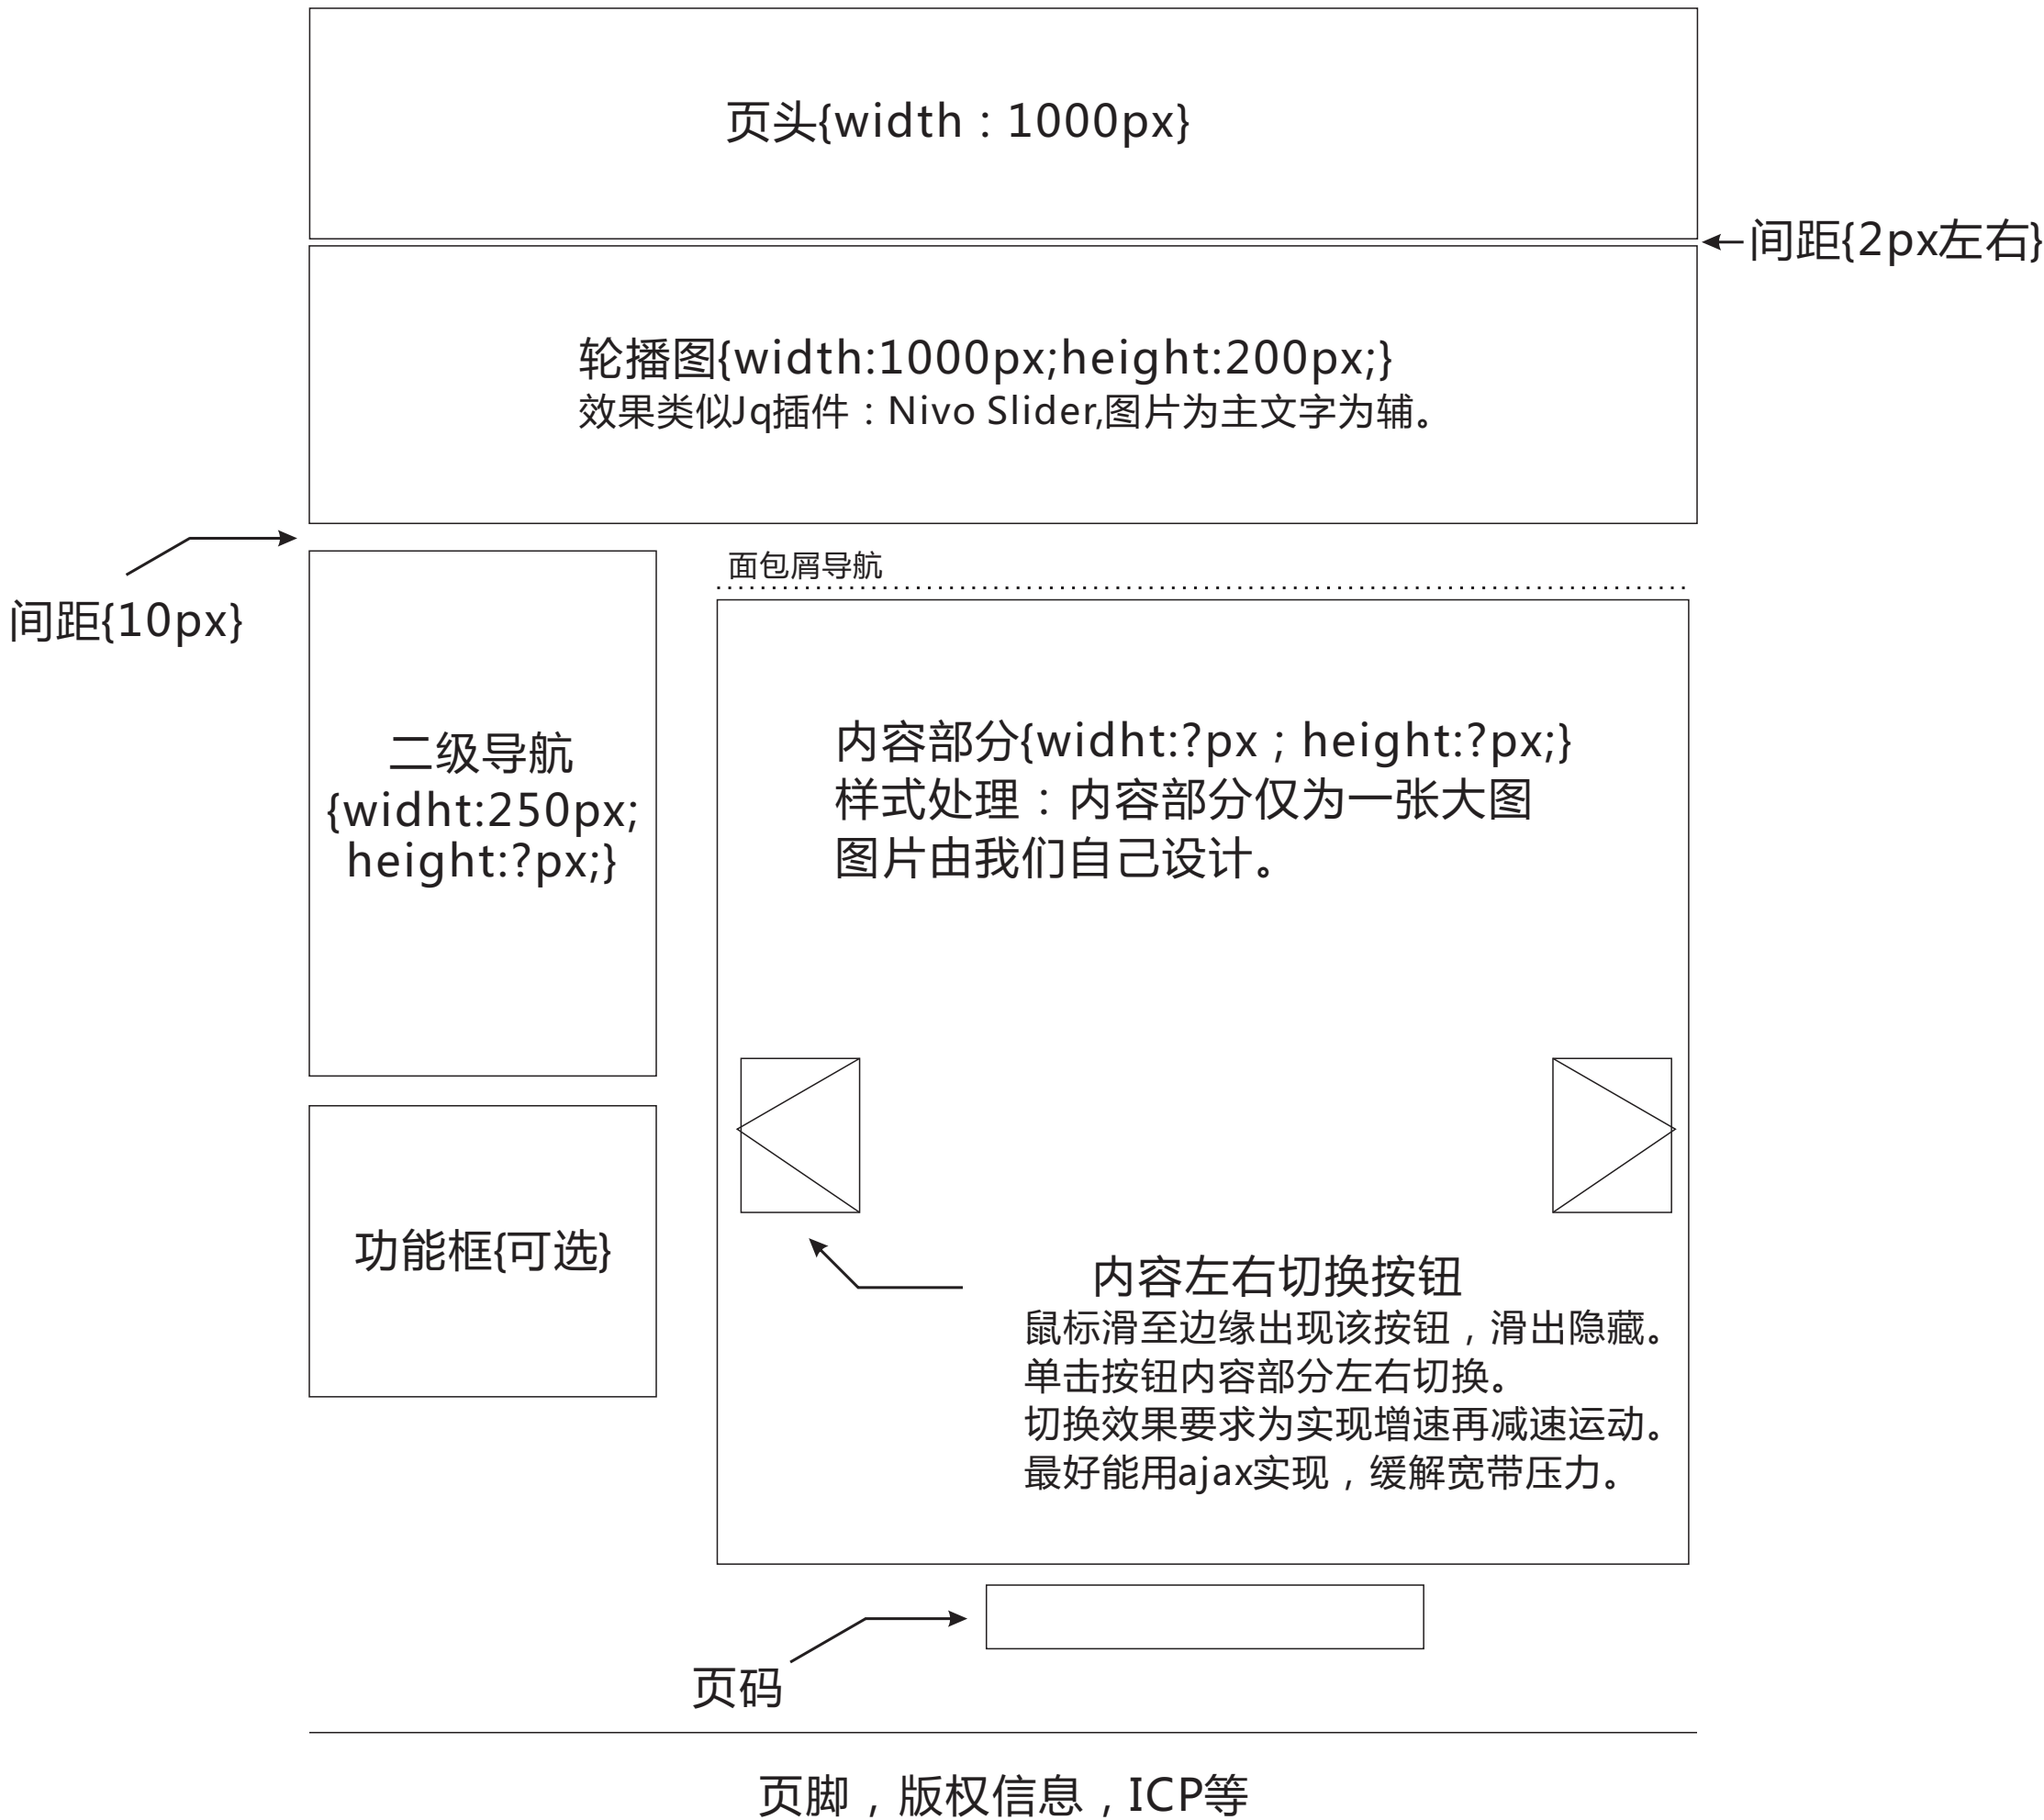 页头{width：1000px}
间距{2px左右}
轮播图{width:1000px;height:200px;}
效果类似Jq插件：Nivo Slider,图片为主文字为辅。
间距{10px}
面包屑导航
二级导航
{widht:250px;
height:?px;}
内容部分{widht:?px；height:?px;}
样式处理：内容部分仅为一张大图
图片由我们自己设计。
功能框{可选}
内容左右切换按钮
鼠标滑至边缘出现该按钮，滑出隐藏。
单击按钮内容部分左右切换。
切换效果要求为实现增速再减速运动。
最好能用ajax实现，缓解宽带压力。
页码
页脚，版权信息，ICP等